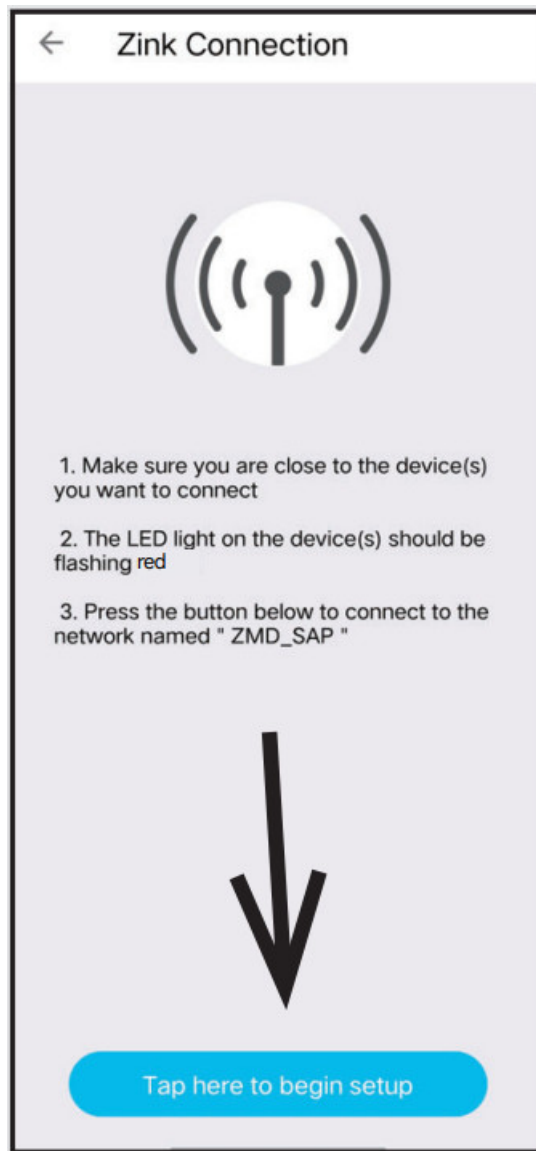 Zink Connection
1. Make sure you are close to the device(s)
you want to connect
2. The LED light on the device(s) should be
flashing red
3. Press the button below to connect to the
network named " ZMD_SAP "
Tap here to begin setup